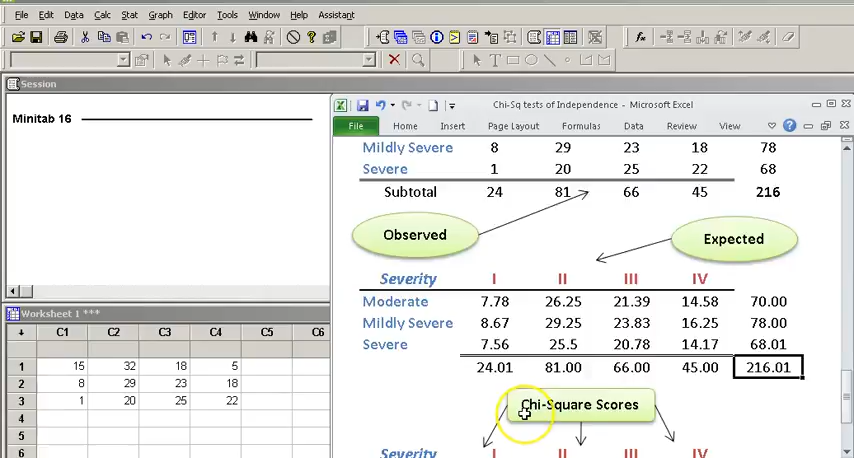 File Edit Data Calc Stat Graph Editor Tools Window Help Assistant
Session
Minitab 16
Chi-Sq tests of Independence - Microsoft Excel
File Home Insert Page Layout Formulas Data Review View
Mildly Severe 8 29 23 18 78
Severe 1 20 25 22 68
Subtotal 24 81 66 45 216
Observed
Expected
Severity I II III IV
Moderate 7.78 26.25 21.39 14.58 70.00
Mildly Severe 8.67 29.25 23.83 16.25 78.00
Severe 7.56 25.5 20.78 14.17 68.01
24.01 81.00 66.00 45.00 216.01
Chi-Square Scores
Severity I II III IV
Worksheet 1 ***
C1 C2 C3 C4 C5 C6
1 15 32 18 5
2 8 29 23 18
3 1 20 25 22
4
5
6